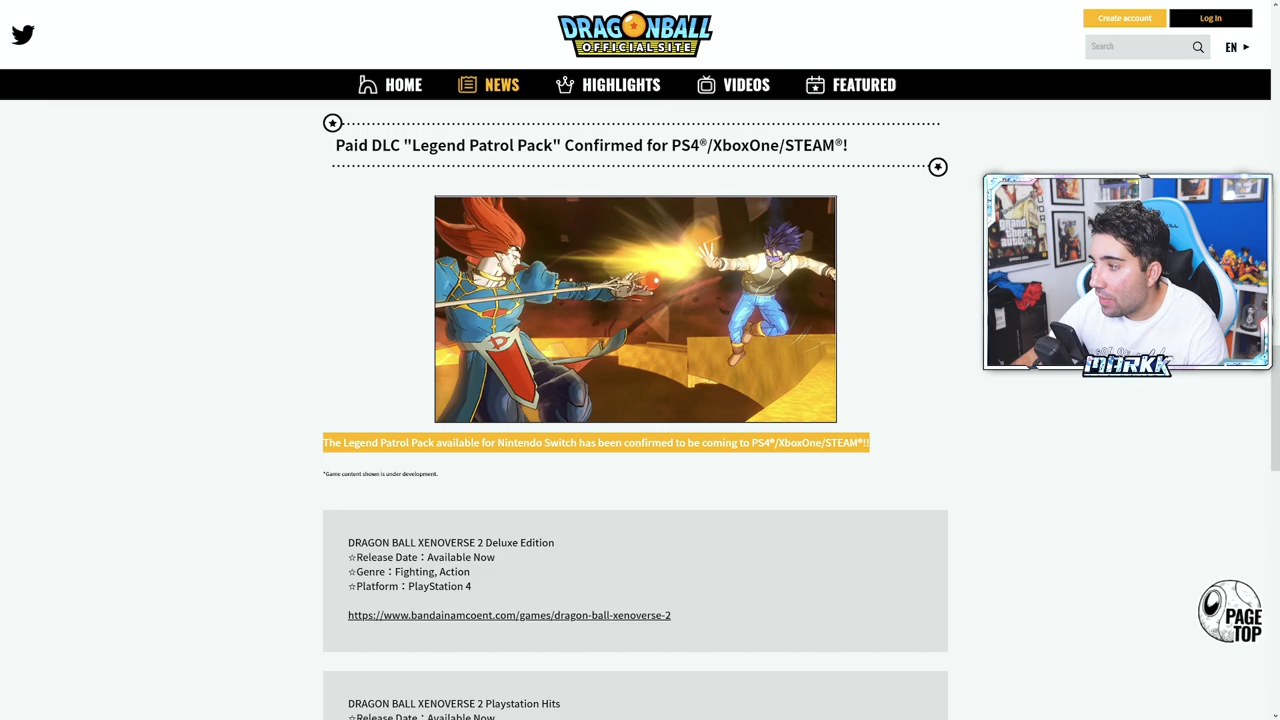 DRAGONBALL
OFFICIAL SITE
Create account
Log In
Search
EN ►
HOME
NEWS
HIGHLIGHTS
VIDEOS
FEATURED
Paid DLC "Legend Patrol Pack" Confirmed for PS4®/XboxOne/STEAM®!
grand
theft
auto
MARKK
The Legend Patrol Pack available for Nintendo Switch has been confirmed to be coming to PS4®/XboxOne/STEAM®!!
*Game content shown is under development.
DRAGON BALL XENOVERSE 2 Deluxe Edition
☆Release Date：Available Now
☆Genre：Fighting, Action
☆Platform：PlayStation 4
https://www.bandainamcoent.com/games/dragon-ball-xenoverse-2
PAGE
TOP
DRAGON BALL XENOVERSE 2 Playstation Hits
☆Release Date：Available Now